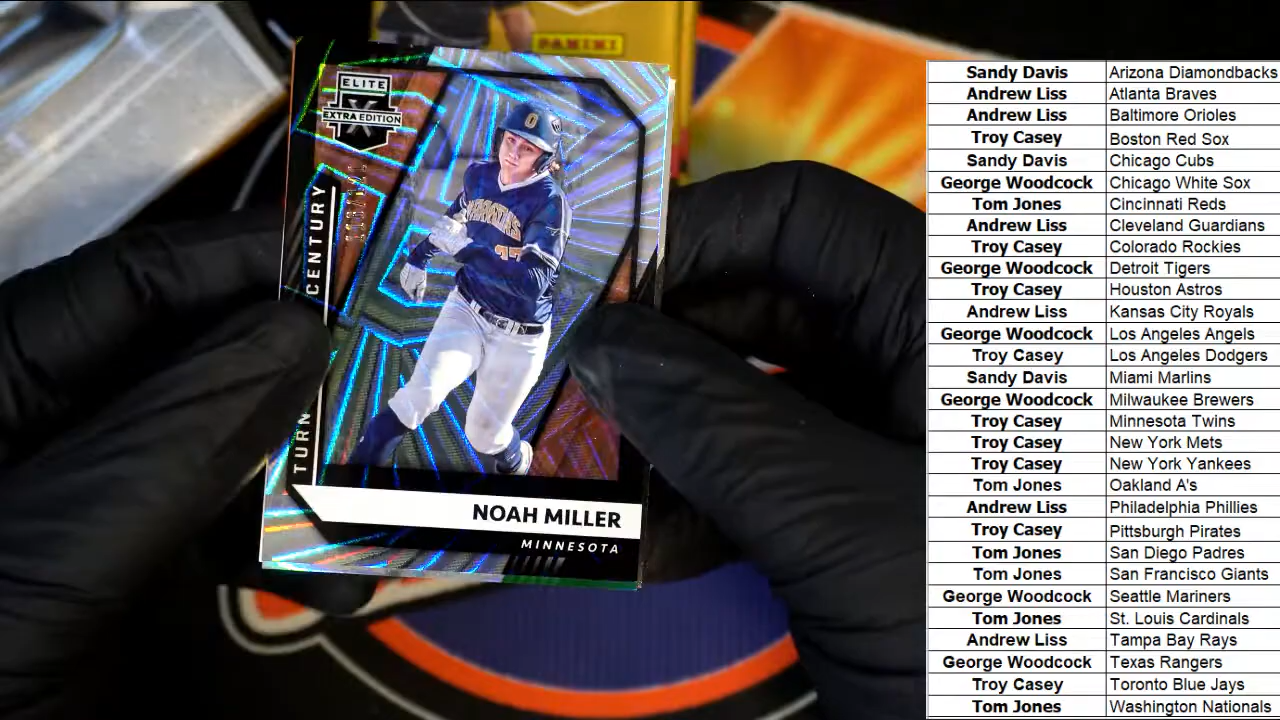 PANINI
ELITE
X
EXTRA EDITION
TURN
CENTURY
NOAH MILLER
MINNESOTA
Sandy Davis Arizona Diamondbacks
Andrew Liss Atlanta Braves
Andrew Liss Baltimore Orioles
Troy Casey Boston Red Sox
Sandy Davis Chicago Cubs
George Woodcock Chicago White Sox
Tom Jones Cincinnati Reds
Andrew Liss Cleveland Guardians
Troy Casey Colorado Rockies
George Woodcock Detroit Tigers
Troy Casey Houston Astros
Andrew Liss Kansas City Royals
George Woodcock Los Angeles Angels
Troy Casey Los Angeles Dodgers
Sandy Davis Miami Marlins
George Woodcock Milwaukee Brewers
Troy Casey Minnesota Twins
Troy Casey New York Mets
Troy Casey New York Yankees
Tom Jones Oakland A's
Andrew Liss Philadelphia Phillies
Troy Casey Pittsburgh Pirates
Tom Jones San Diego Padres
Tom Jones San Francisco Giants
George Woodcock Seattle Mariners
Tom Jones St. Louis Cardinals
Andrew Liss Tampa Bay Rays
George Woodcock Texas Rangers
Troy Casey Toronto Blue Jays
Tom Jones Washington Nationals